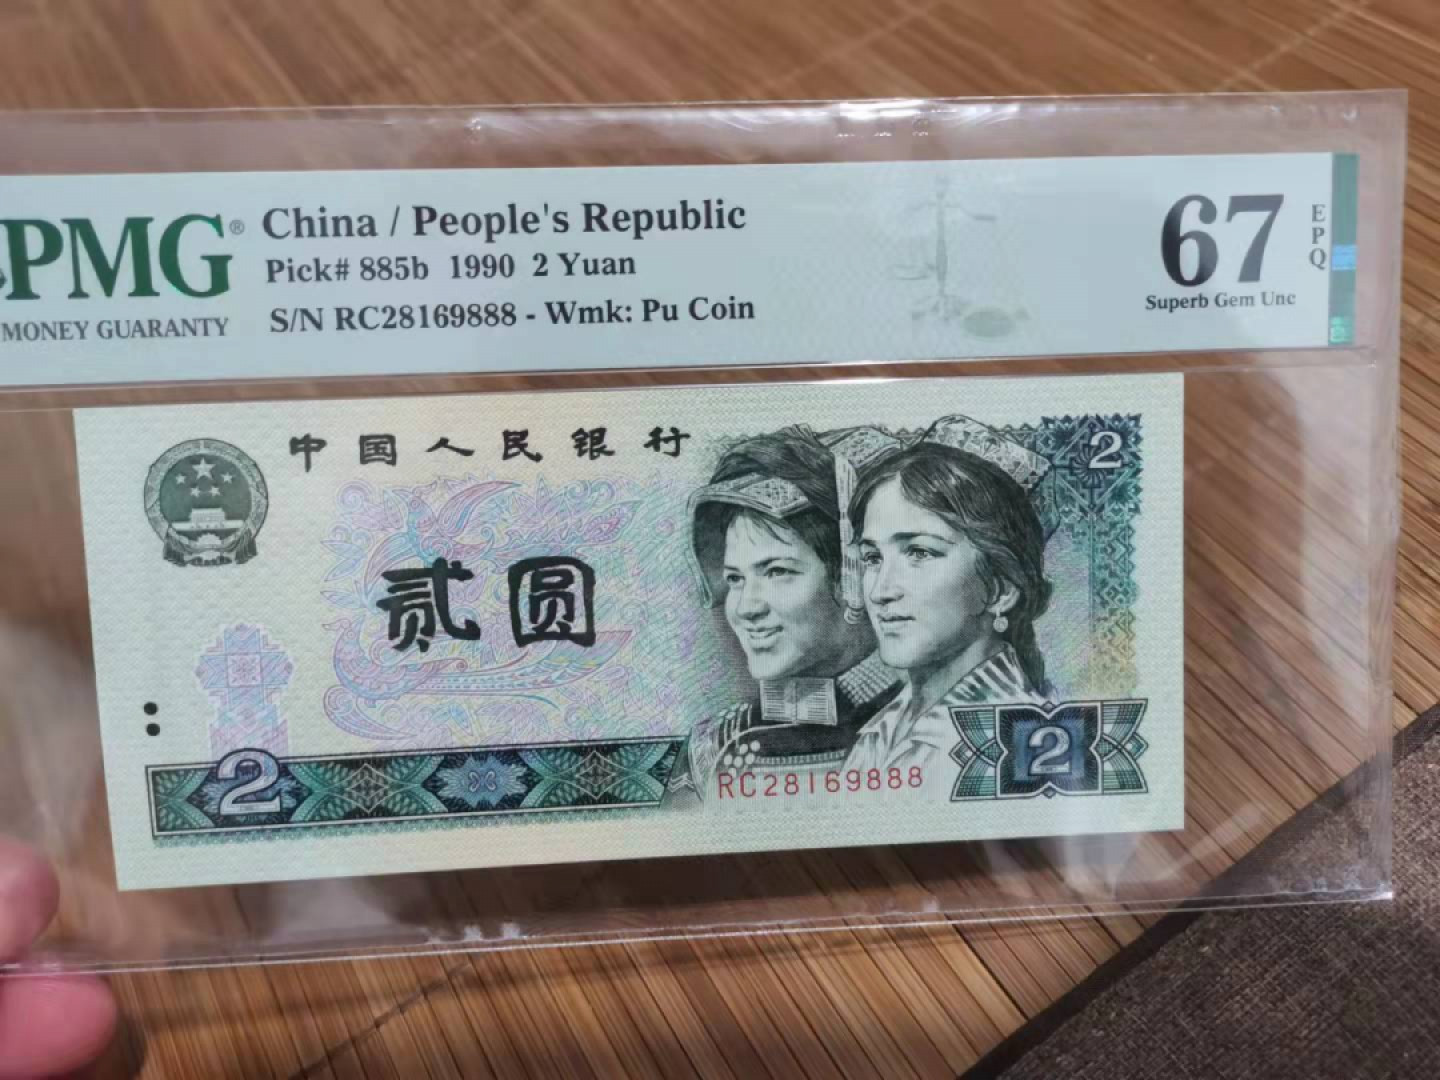 PMG®
MONEY GUARANTY
China / People's Republic
Pick# 885b 1990 2 Yuan
S/N RC28169888 - Wmk: Pu Coin
67
EPQ
Superb Gem Unc
中国人民银行
2
贰圆
2
RC28169888
2